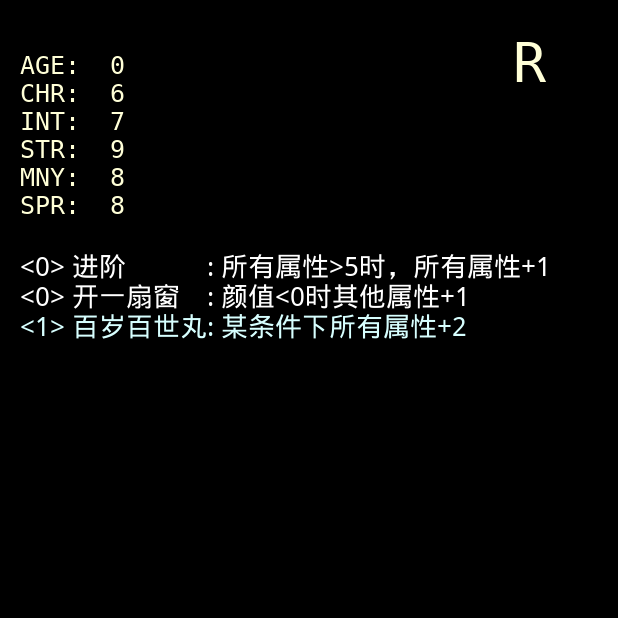 R
AGE: 0
CHR: 6
INT: 7
STR: 9
MNY: 8
SPR: 8
<0> 进阶 : 所有属性>5时，所有属性+1
<0> 开一扇窗 : 颜值<0时其他属性+1
<1> 百岁百世丸: 某条件下所有属性+2